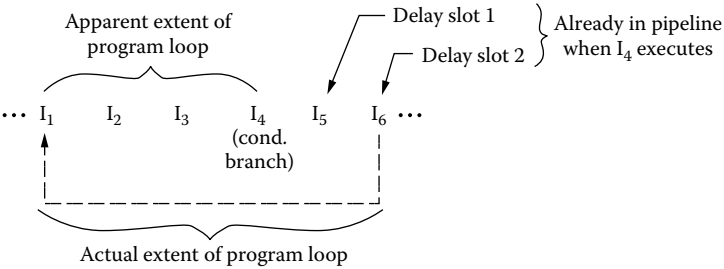 Apparent extent of
program loop
Delay slot 1
Delay slot 2
Already in pipeline
when I₄ executes
... I₁ I₂ I₃ I₄ I₅ I₆ ...
(cond.
branch)
Actual extent of program loop